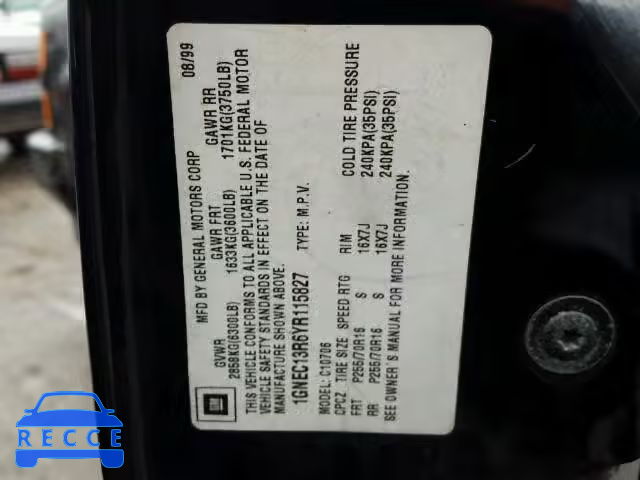 MFD BY GENERAL MOTORS CORP 08/99
GVWR GAWR FRT GAWR RR
2858KG(6300LB) 1633KG(3600LB) 1701KG(3750LB)
THIS VEHICLE CONFORMS TO ALL APPLICABLE U.S. FEDERAL MOTOR
VEHICLE SAFETY STANDARDS IN EFFECT ON THE DATE OF
MANUFACTURE SHOWN ABOVE.
1GNEC13R6YR115827 TYPE: M.P.V.
MODEL: C10706
CPCZ TIRE SIZE SPEED RTG RIM COLD TIRE PRESSURE
FRT P255/70R16 S 16X7J 240KPA(35PSI)
RR P255/70R16 S 16X7J 240KPA(35PSI)
SEE OWNER'S MANUAL FOR MORE INFORMATION.
GM
RECCE